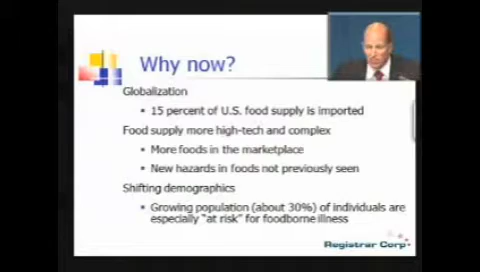 Why now?
Globalization
▪ 15 percent of U.S. food supply is imported
Food supply more high-tech and complex
▪ More foods in the marketplace
▪ New hazards in foods not previously seen
Shifting demographics
▪ Growing population (about 30%) of individuals are
especially "at risk" for foodborne illness
Registrar Corp